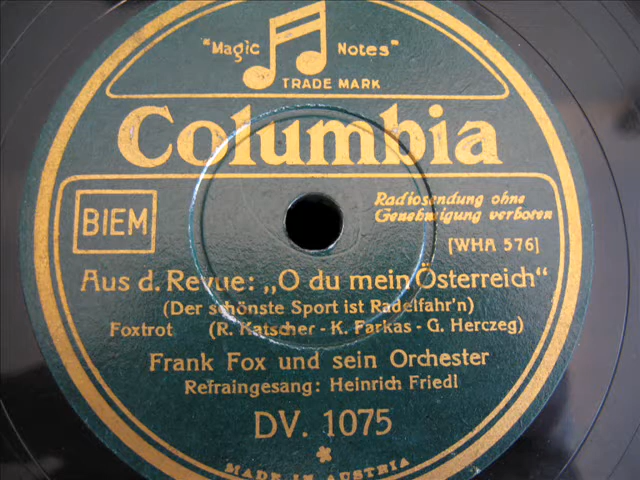 "Magic Notes"
TRADE MARK
Columbia
BIEM
Radiosendung ohne
Genehmigung verboten
[WHA 576]
Aus d. Revue: „O du mein Österreich“
(Der schönste Sport ist Radelfahr'n)
Foxtrot (R. Katscher - K. Farkas - G. Herczeg)
Frank Fox und sein Orchester
Refraingesang: Heinrich Friedl
DV. 1075
MADE IN AUSTRIA